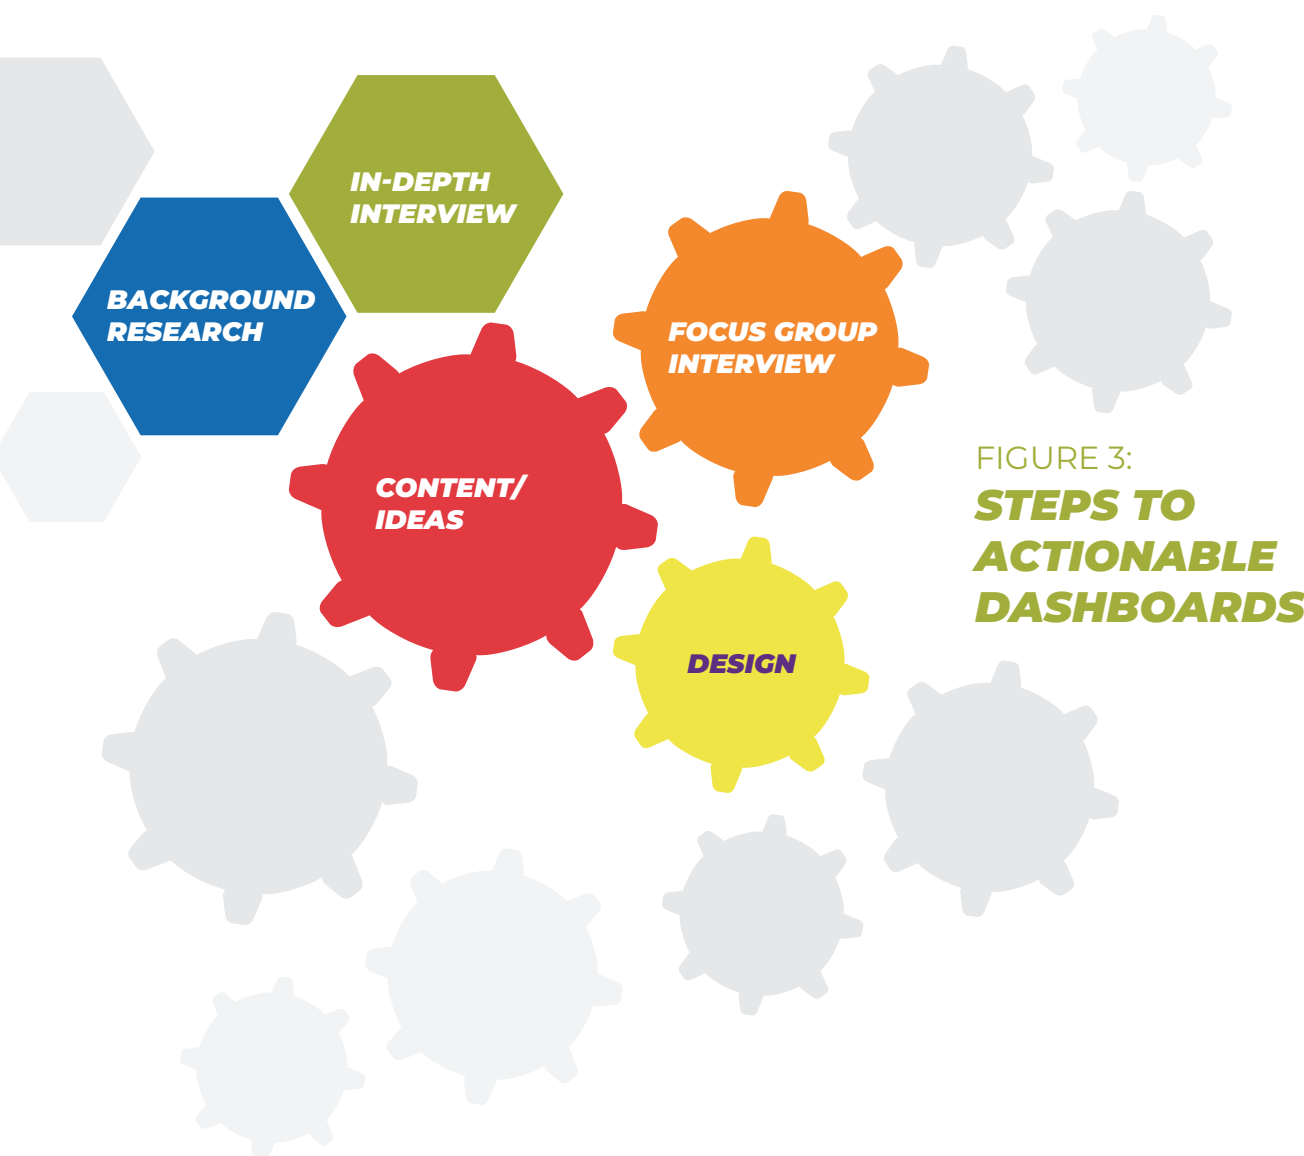 IN-DEPTH
INTERVIEW
BACKGROUND
RESEARCH
FOCUS GROUP
INTERVIEW
CONTENT/
IDEAS
DESIGN
FIGURE 3:
STEPS TO
ACTIONABLE
DASHBOARDS